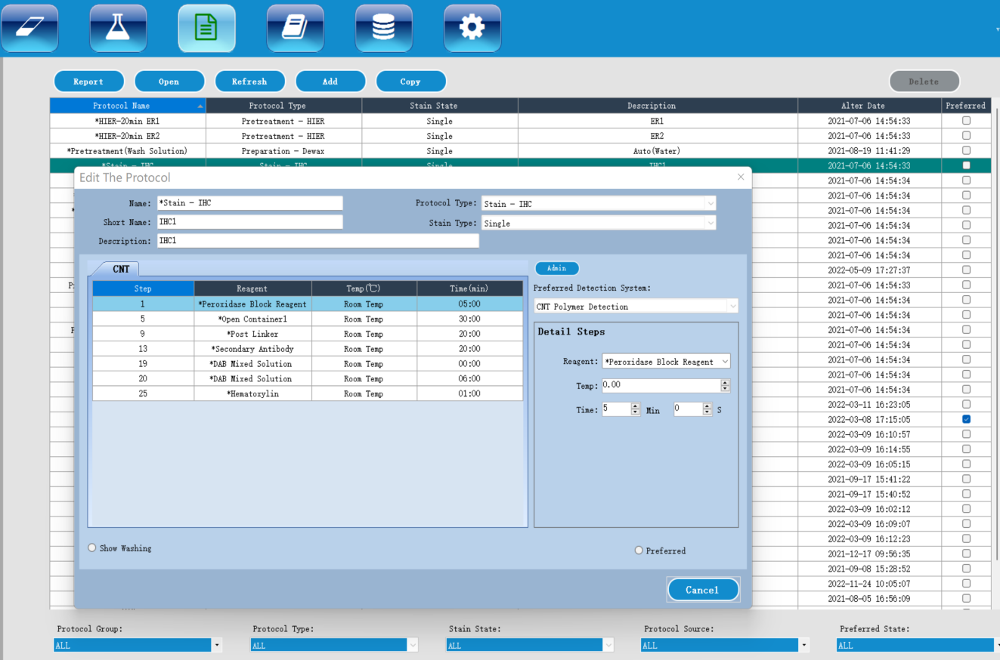 Report Open Refresh Add Copy Delete
Protocol Name Protocol Type Stain State Description Alter Date Preferred
*HIER-20min ER1 Pretreatment - HIER Single ER1 2021-07-06 14:54:33
*HIER-20min ER2 Pretreatment - HIER Single ER2 2021-07-06 14:54:33
*Pretreatment(Wash Solution) Preparation - Dewax Single Auto(Water) 2021-08-19 11:41:29
*Stain - IHC Stain - IHC Single IHC1 2021-07-06 14:54:33
Edit The Protocol
Name: *Stain - IHC Protocol Type: Stain - IHC
Short Name: IHC1 Stain Type: Single
Description: IHC1
CNT
Step Reagent Temp(℃) Time(min)
1 *Peroxidase Block Reagent Room Temp 05:00
5 *Open Container1 Room Temp 30:00
9 *Post Linker Room Temp 20:00
13 *Secondary Antibody Room Temp 20:00
19 *DAB Mixed Solution Room Temp 00:00
20 *DAB Mixed Solution Room Temp 06:00
25 *Hematoxylin Room Temp 01:00
Show Washing
Admin
Preferred Detection System:
CNT Polymer Detection
Detail Steps
Reagent: *Peroxidase Block Reagent
Temp: 0.00
Time: 5 Min 0 S
Preferred
Cancel
2021-07-06 14:54:34
2021-07-06 14:54:34
2021-07-06 14:54:34
2021-07-06 14:54:34
2021-07-06 14:54:34
2021-07-06 14:54:34
2022-05-09 17:27:37
2021-07-06 14:54:33
2021-07-06 14:54:34
2021-07-06 14:54:34
2021-07-06 14:54:34
2021-07-06 14:54:34
2021-07-06 14:54:34
2021-07-06 14:54:34
2021-07-06 14:54:34
2022-03-11 16:23:05
2022-03-08 17:15:05
2022-03-09 16:10:57
2022-03-09 16:14:55
2022-03-09 16:05:15
2021-09-17 15:41:22
2021-09-17 15:40:52
2022-03-09 16:02:12
2022-03-09 16:09:07
2022-03-09 16:12:23
2021-12-17 09:56:35
2021-09-08 15:28:52
2022-11-24 10:05:07
2021-08-05 16:56:09
Protocol Group: Protocol Type: Stain State: Protocol Source: Preferred State:
ALL ALL ALL ALL ALL